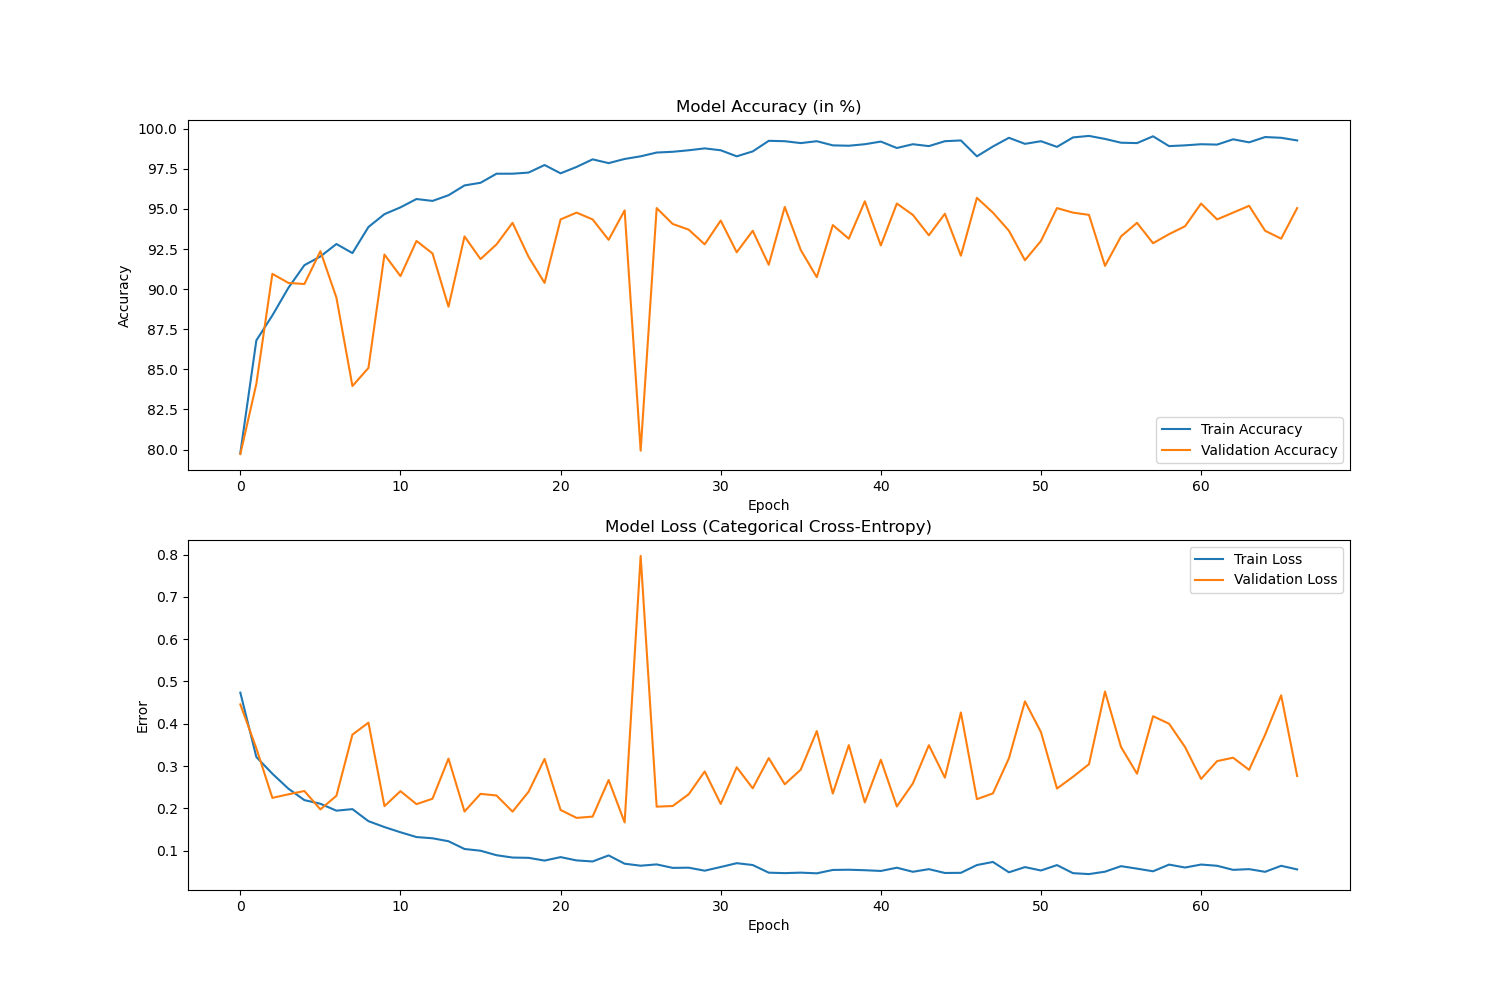 Model Accuracy (in %)
100.0
97.5
95.0
92.5
90.0
87.5
85.0
82.5
80.0
Accuracy
Train Accuracy
Validation Accuracy
0 10 20 30 40 50 60
Epoch
Model Loss (Categorical Cross-Entropy)
0.8
0.7
0.6
0.5
0.4
0.3
0.2
0.1
Error
Train Loss
Validation Loss
0 10 20 30 40 50 60
Epoch